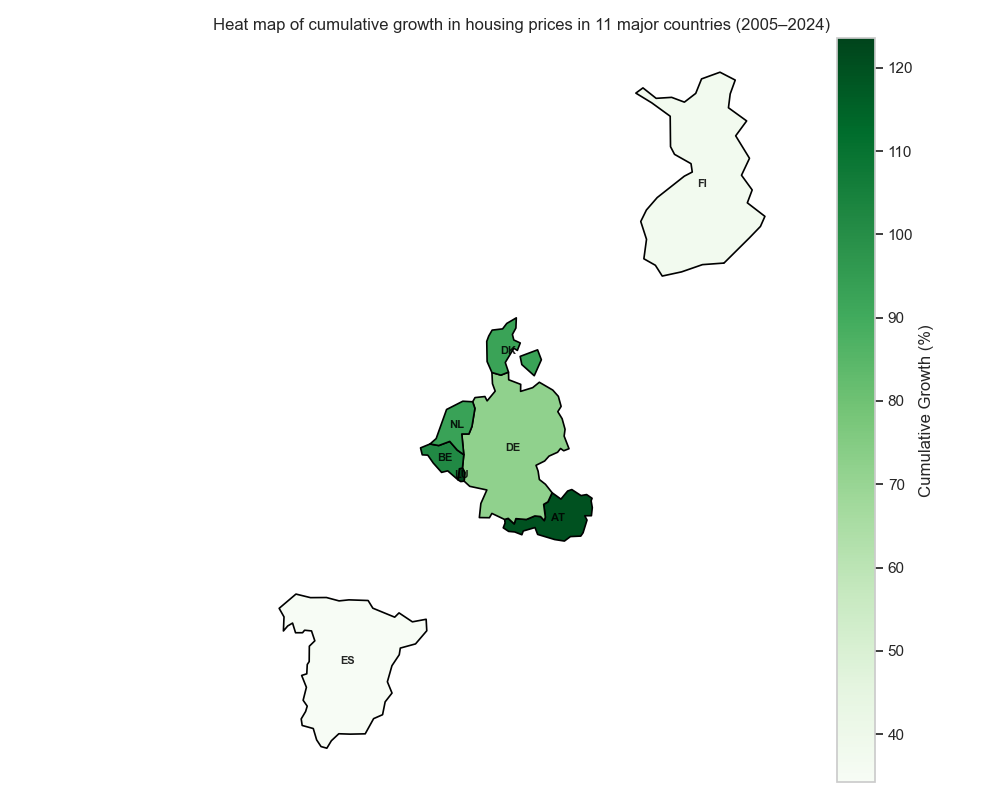 Heat map of cumulative growth in housing prices in 11 major countries (2005–2024)
120
FI
110
100
90
DK
Cumulative Growth (%)
80
NL
DE
BE
LU
70
AT
60
50
ES
40